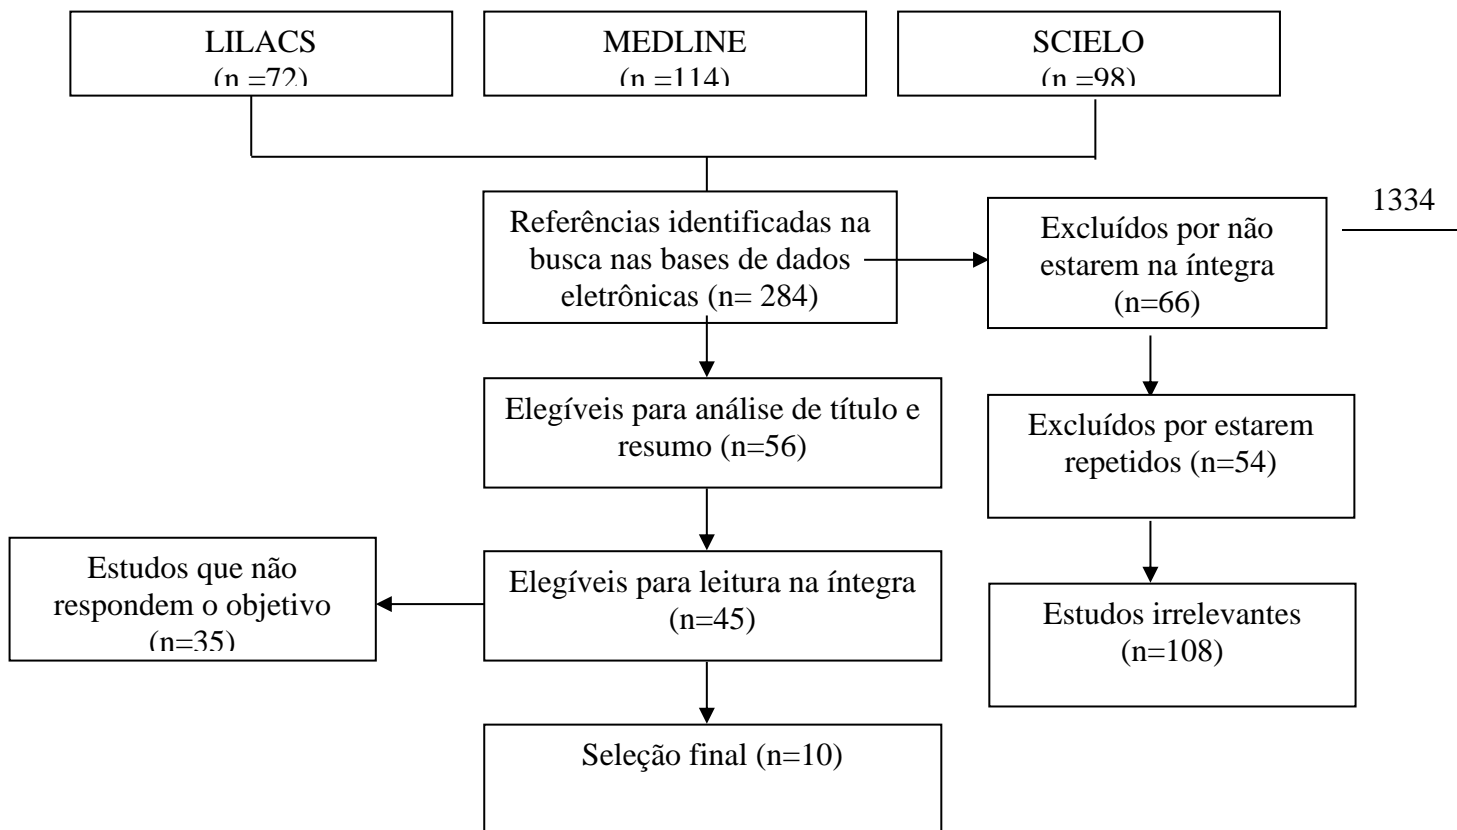 LILACS
(n =72)
MEDLINE
(n =114)
SCIELO
(n =98)
Referências identificadas na
busca nas bases de dados
eletrônicas (n= 284)
Excluídos por não
estarem na íntegra
(n=66)
1334
Elegíveis para análise de título e
resumo (n=56)
Excluídos por estarem
repetidos (n=54)
Estudos que não
respondem o objetivo
(n=35)
Elegíveis para leitura na íntegra
(n=45)
Estudos irrelevantes
(n=108)
Seleção final (n=10)